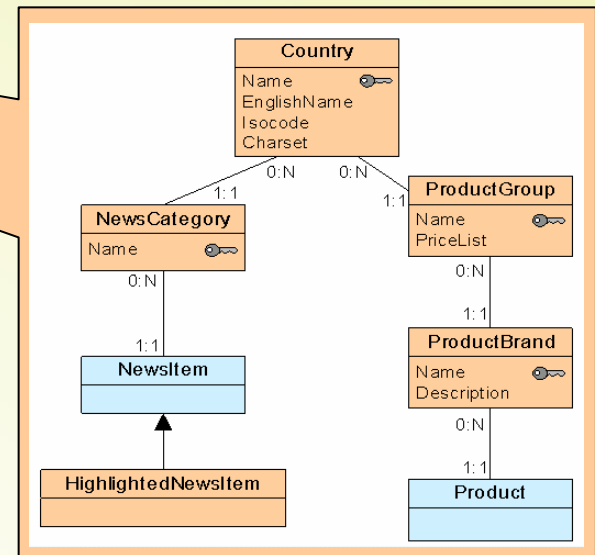 Country
Name
EnglishName
Isocode
Charset
0:N
0:N
1:1
1:1
NewsCategory
Name
0:N
1:1
NewsItem
HighlightedNewsItem
ProductGroup
Name
PriceList
0:N
1:1
ProductBrand
Name
Description
0:N
1:1
Product